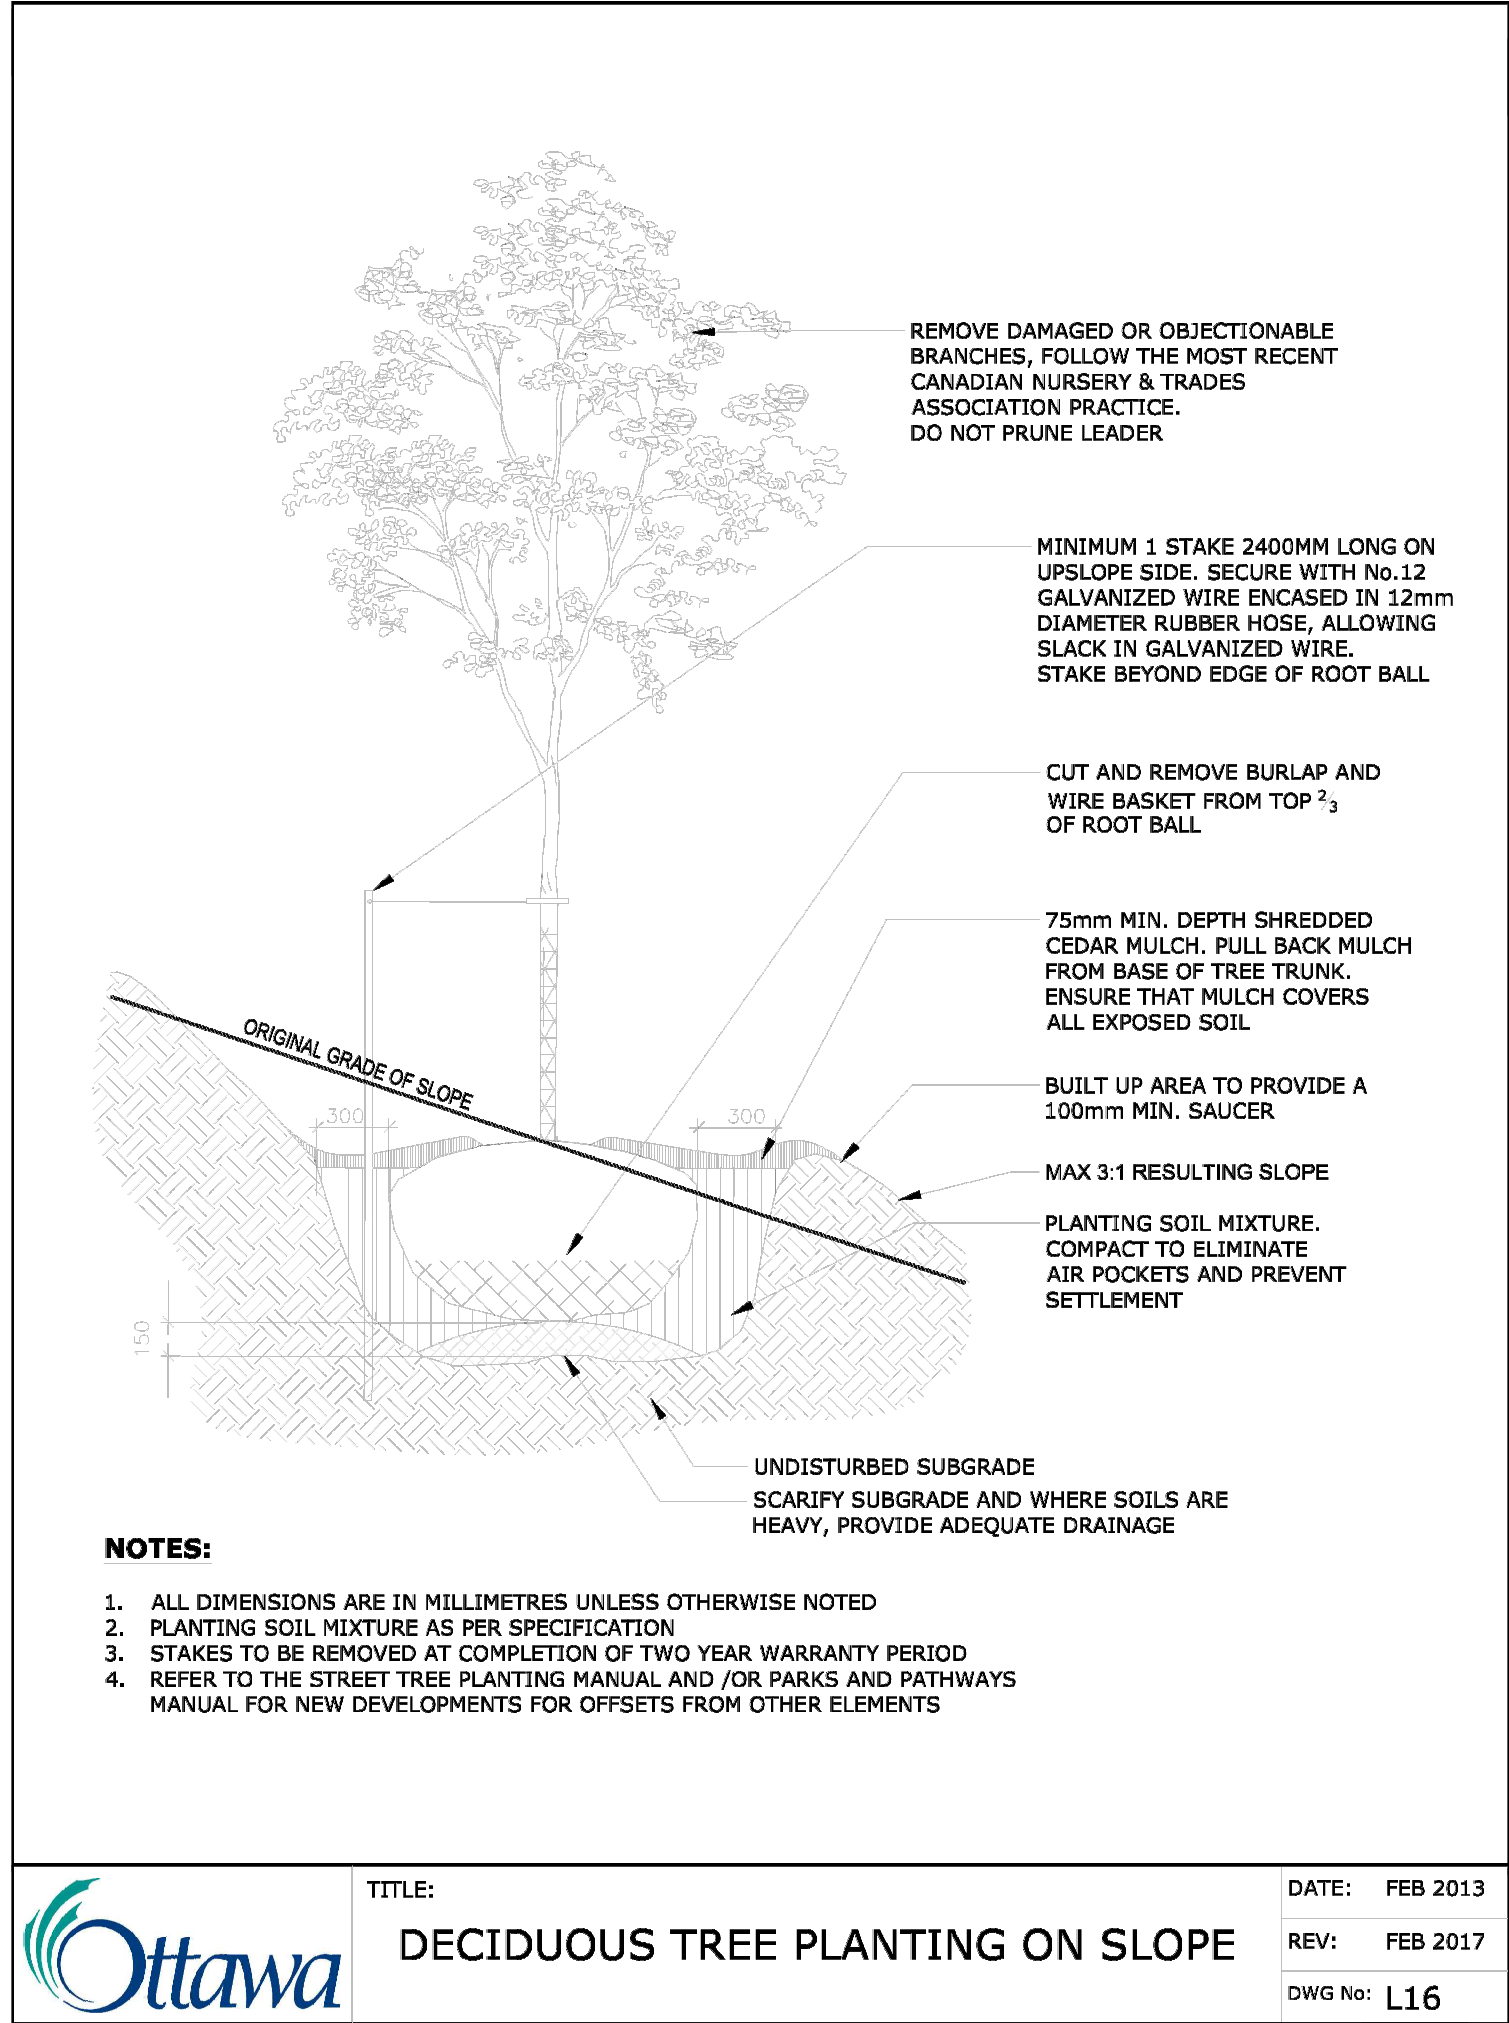 REMOVE DAMAGED OR OBJECTIONABLE
BRANCHES, FOLLOW THE MOST RECENT
CANADIAN NURSERY & TRADES
ASSOCIATION PRACTICE.
DO NOT PRUNE LEADER
MINIMUM 1 STAKE 2400MM LONG ON
UPSLOPE SIDE. SECURE WITH No.12
GALVANIZED WIRE ENCASED IN 12mm
DIAMETER RUBBER HOSE, ALLOWING
SLACK IN GALVANIZED WIRE.
STAKE BEYOND EDGE OF ROOT BALL
CUT AND REMOVE BURLAP AND
WIRE BASKET FROM TOP 2/3
OF ROOT BALL
75mm MIN. DEPTH SHREDDED
CEDAR MULCH. PULL BACK MULCH
FROM BASE OF TREE TRUNK.
ENSURE THAT MULCH COVERS
ALL EXPOSED SOIL
ORIGINAL GRADE OF SLOPE
300
300
BUILT UP AREA TO PROVIDE A
100mm MIN. SAUCER
MAX 3:1 RESULTING SLOPE
PLANTING SOIL MIXTURE.
COMPACT TO ELIMINATE
AIR POCKETS AND PREVENT
SETTLEMENT
150
UNDISTURBED SUBGRADE
SCARIFY SUBGRADE AND WHERE SOILS ARE
HEAVY, PROVIDE ADEQUATE DRAINAGE
NOTES:
1. ALL DIMENSIONS ARE IN MILLIMETRES UNLESS OTHERWISE NOTED
2. PLANTING SOIL MIXTURE AS PER SPECIFICATION
3. STAKES TO BE REMOVED AT COMPLETION OF TWO YEAR WARRANTY PERIOD
4. REFER TO THE STREET TREE PLANTING MANUAL AND /OR PARKS AND PATHWAYS
MANUAL FOR NEW DEVELOPMENTS FOR OFFSETS FROM OTHER ELEMENTS
Ottawa
TITLE:
DECIDUOUS TREE PLANTING ON SLOPE
DATE: FEB 2013
REV: FEB 2017
DWG No: L16